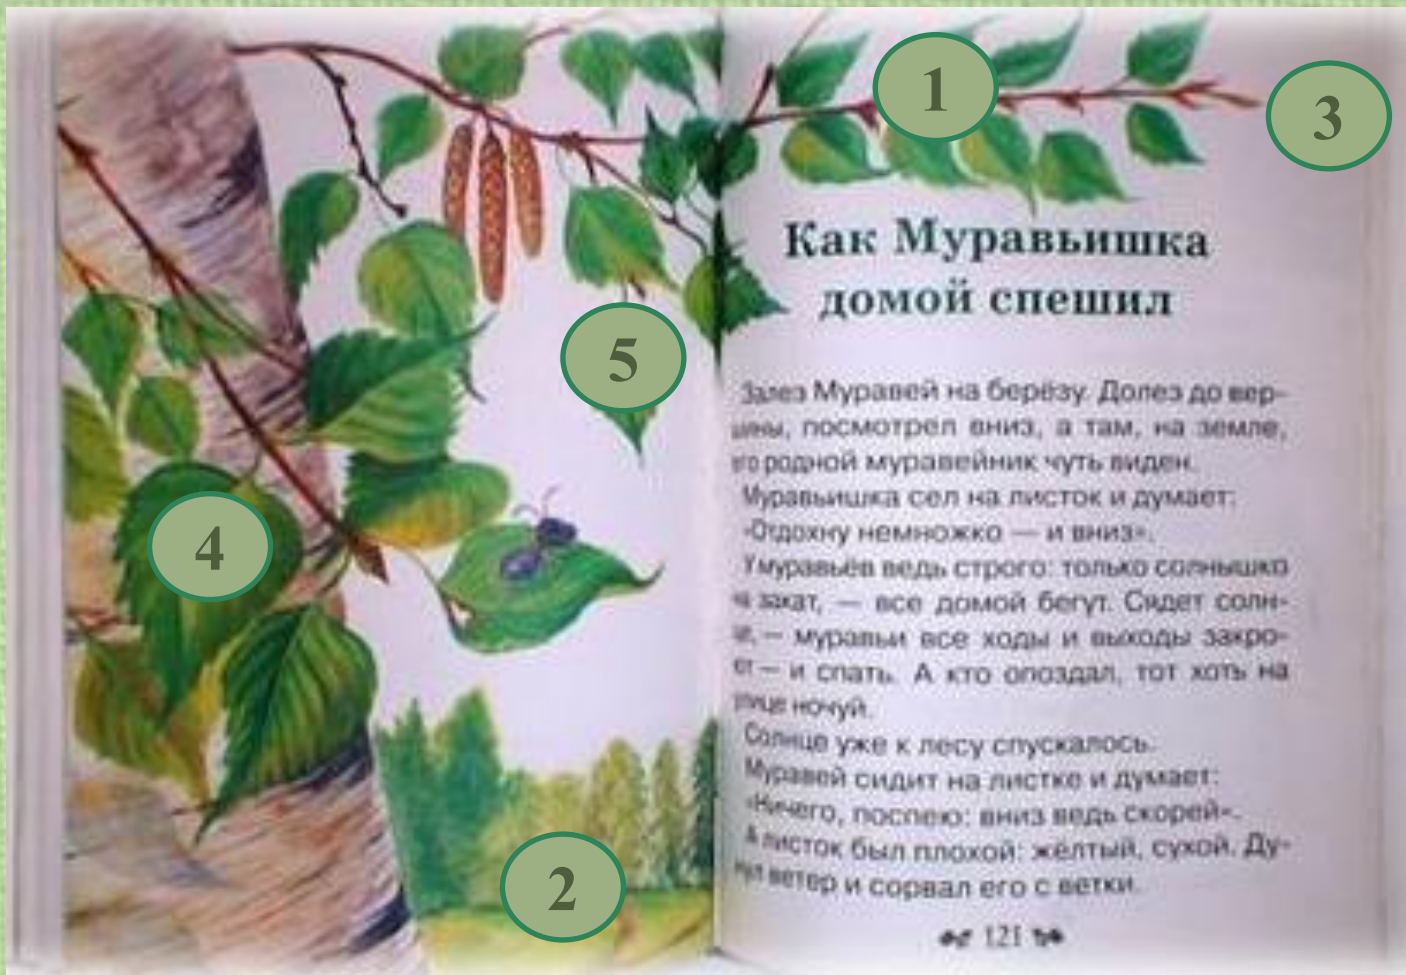 1
3
Как Муравьишка
домой спешил
5
Залез Муравей на берёзу. Долез до вер-
шины, посмотрел вниз, а там, на земле,
его родной муравейник чуть виден.
Муравьишка сел на листок и думает:
«Отдохну немножко — и вниз».
У муравьёв ведь строго: только солнышко
на закат, — все домой бегут. Сядет солн-
це, — муравьи все ходы и выходы закро-
ет — и спать. А кто опоздал, тот хоть на
улице ночуй.
Солнце уже к лесу спускалось.
Муравей сидит на листке и думает:
«Ничего, поспею: вниз ведь скорей».
А листок был плохой: жёлтый, сухой. Ду-
нул ветер и сорвал его с ветки.
121
4
2